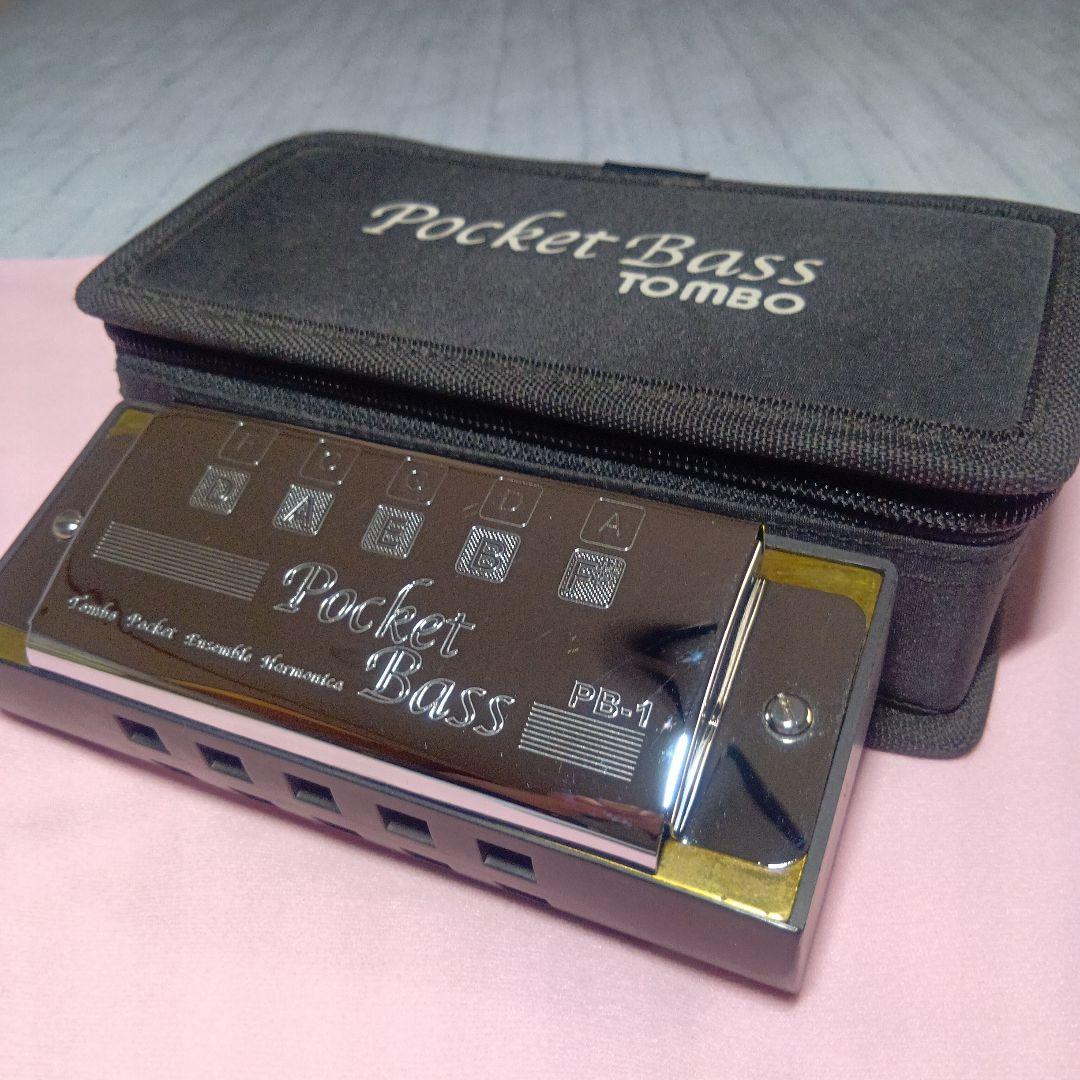 Pocket Bass
TOMBO
F C G D A
D A E B F#
Pocket
Bass
Tombo Pocket Ensemble Harmonica
PB-1